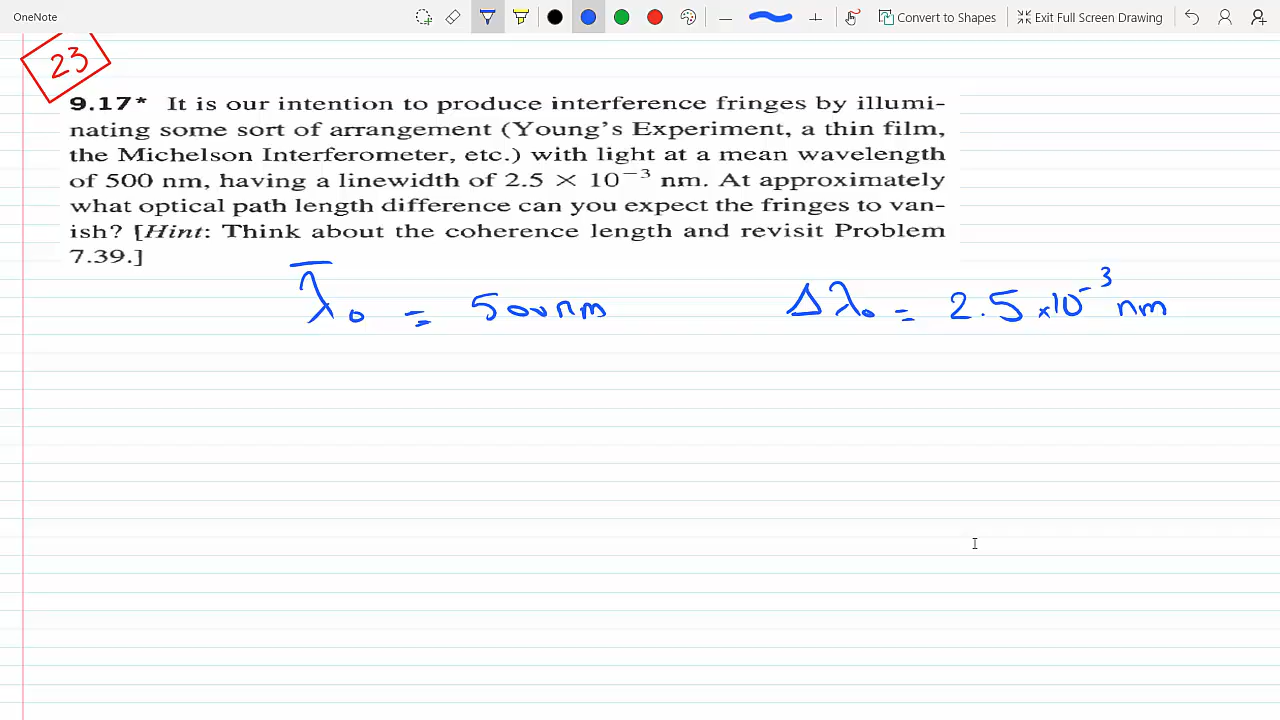 OneNote
Convert to Shapes
Exit Full Screen Drawing
23
9.17* It is our intention to produce interference fringes by illumi-
nating some sort of arrangement (Young's Experiment, a thin film,
the Michelson Interferometer, etc.) with light at a mean wavelength
of 500 nm, having a linewidth of 2.5 × 10⁻³ nm. At approximately
what optical path length difference can you expect the fringes to van-
ish? [Hint: Think about the coherence length and revisit Problem
7.39.]
λ̄₀ = 500nm Δλ₀ = 2.5 ×10⁻³ nm